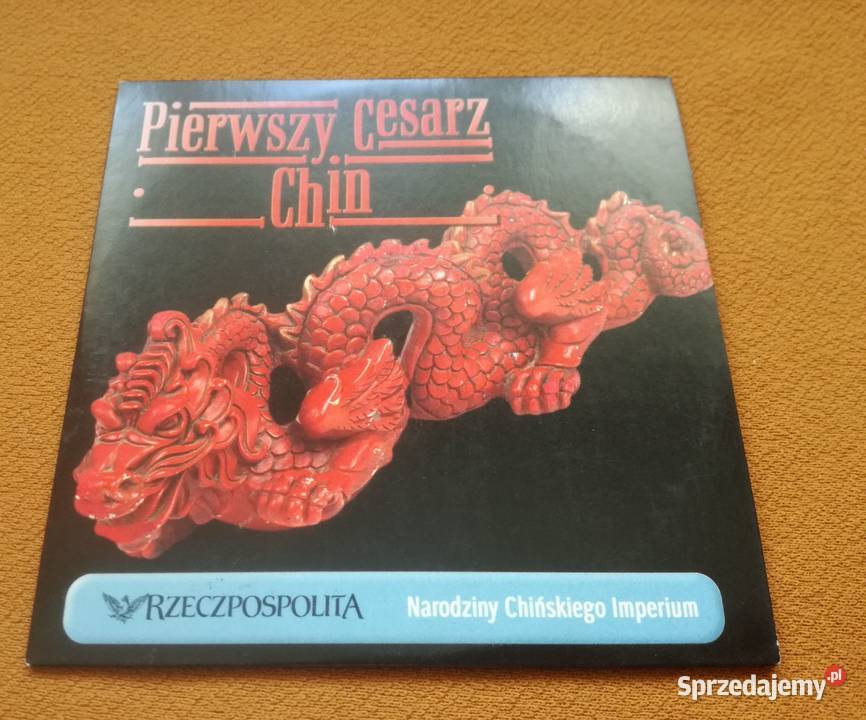 Pierwszy Cesarz
Chin
RZECZPOSPOLITA
Narodziny Chińskiego Imperium
Sprzedajemy.pl